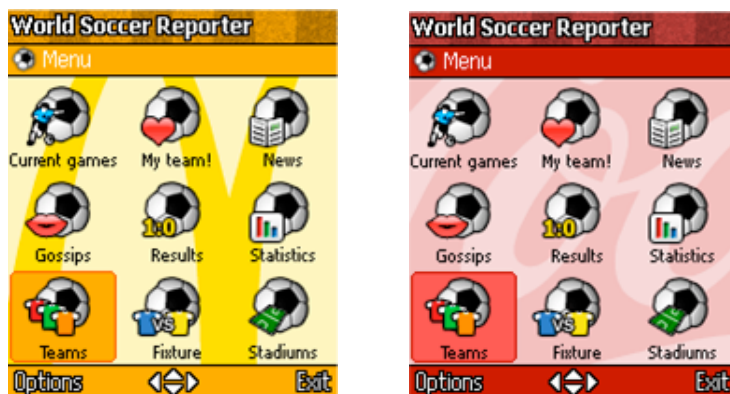 World Soccer Reporter
Menu
Current games My team! News
Gossips 1:0 Results Statistics
Teams VS Fixture Stadiums
Options Exit
World Soccer Reporter
Menu
Current games My team! News
Gossips 1:0 Results Statistics
Teams VS Fixture Stadiums
Options Exit